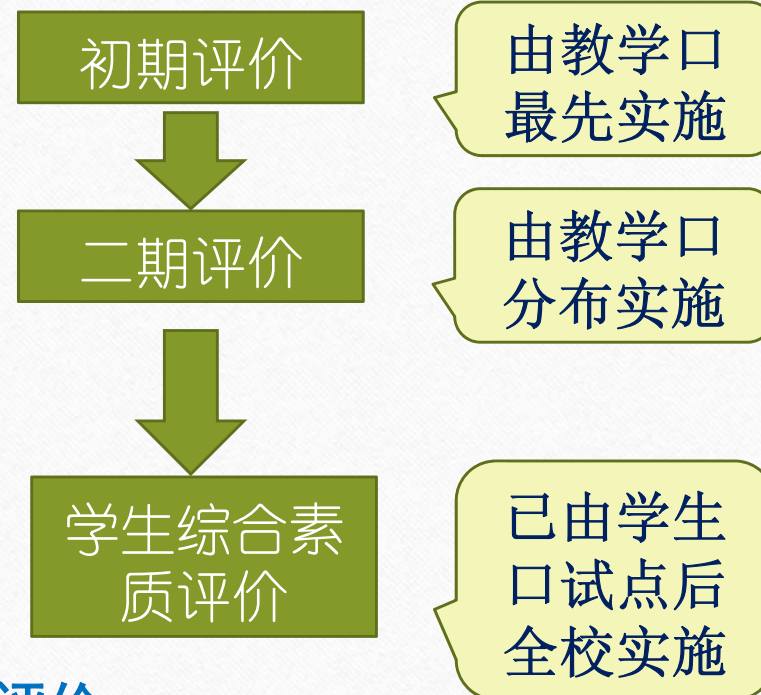 初期评价
由教学口
最先实施
二期评价
由教学口
分布实施
学生综合素
质评价
已由学生
口试点后
全校实施
评价